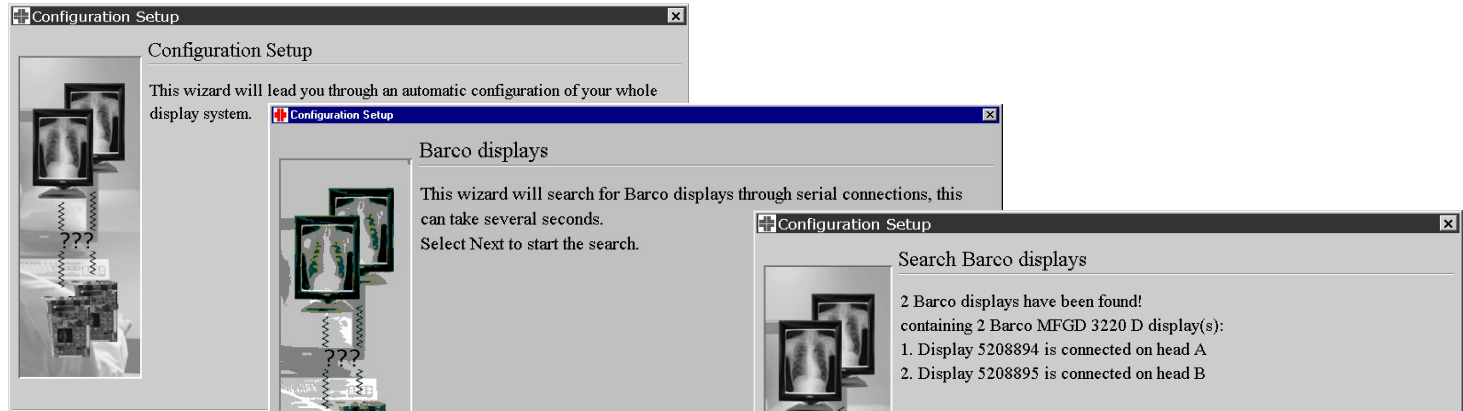 Configuration Setup
Configuration Setup
This wizard will lead you through an automatic configuration of your whole
display system.
???
Configuration Setup
Barco displays
This wizard will search for Barco displays through serial connections, this
can take several seconds.
Select Next to start the search.
???
Configuration Setup
Search Barco displays
2 Barco displays have been found!
containing 2 Barco MFGD 3220 D display(s):
1. Display 5208894 is connected on head A
2. Display 5208895 is connected on head B